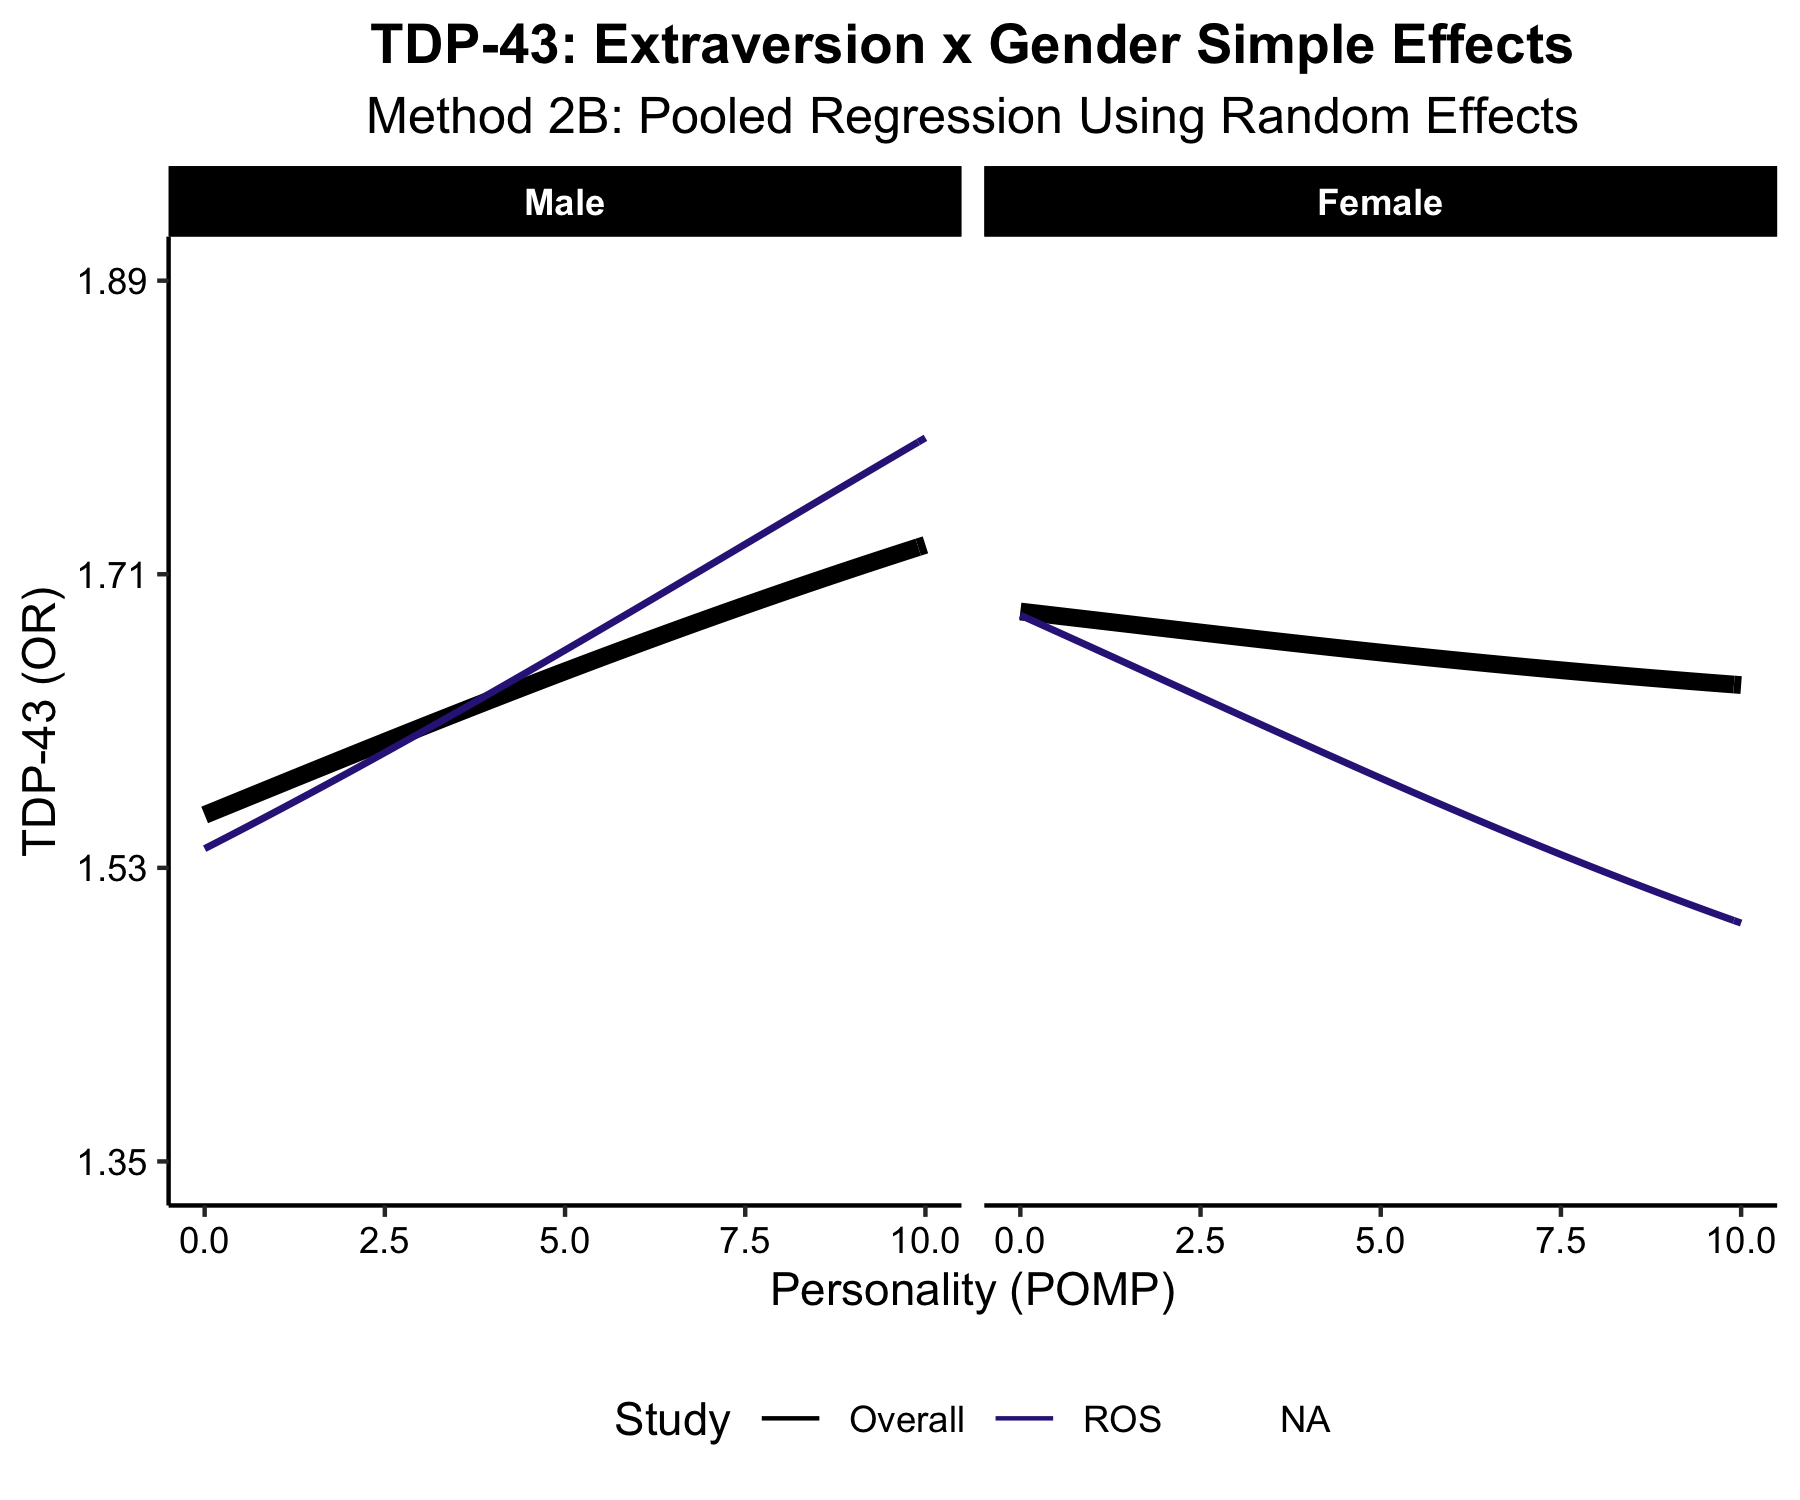 TDP-43: Extraversion x Gender Simple Effects
Method 2B: Pooled Regression Using Random Effects
Male
Female
TDP-43 (OR)
1.89
1.71
1.53
1.35
0.0 2.5 5.0 7.5 10.0
0.0 2.5 5.0 7.5 10.0
Personality (POMP)
Study Overall ROS NA